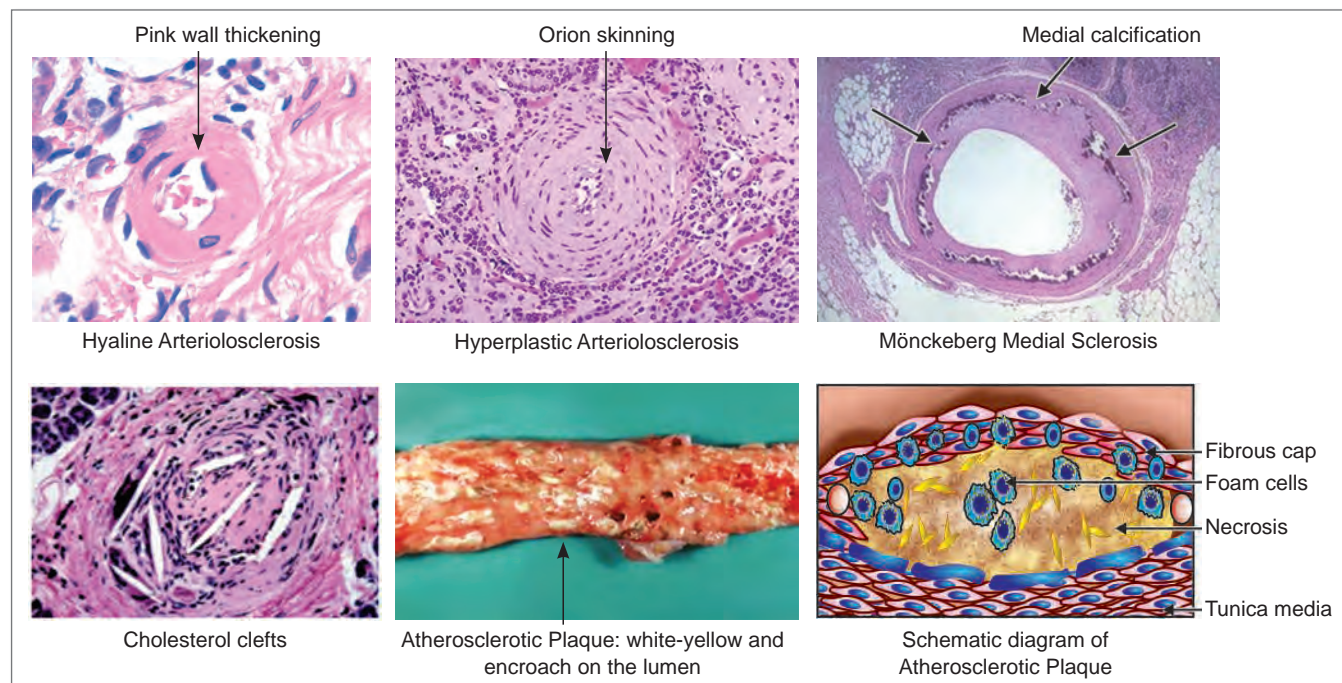 Pink wall thickening
Orion skinning
Medial calcification
Hyaline Arteriolosclerosis
Hyperplastic Arteriolosclerosis
Mönckeberg Medial Sclerosis
Fibrous cap
Foam cells
Necrosis
Tunica media
Cholesterol clefts
Atherosclerotic Plaque: white-yellow and
encroach on the lumen
Schematic diagram of
Atherosclerotic Plaque